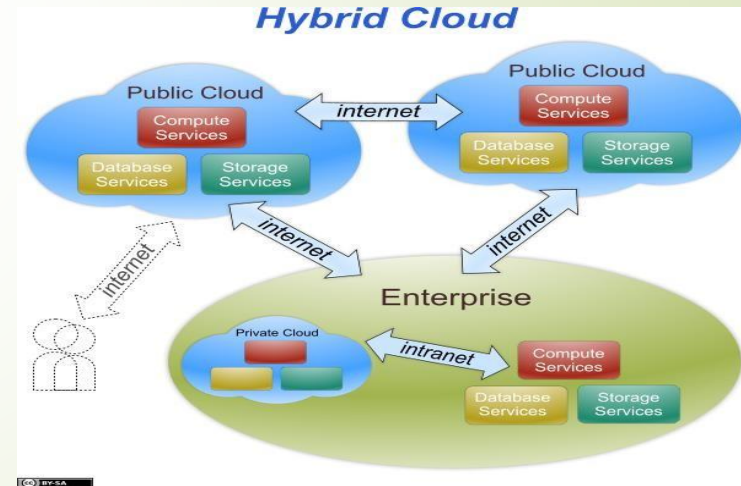 Hybrid Cloud
Public Cloud
Compute
Services
Database
Services
Storage
Services
internet
Public Cloud
Compute
Services
Database
Services
Storage
Services
internet
internet
internet
Enterprise
Private Cloud
intranet
Compute
Services
Database
Services
Storage
Services
cc BY-SA